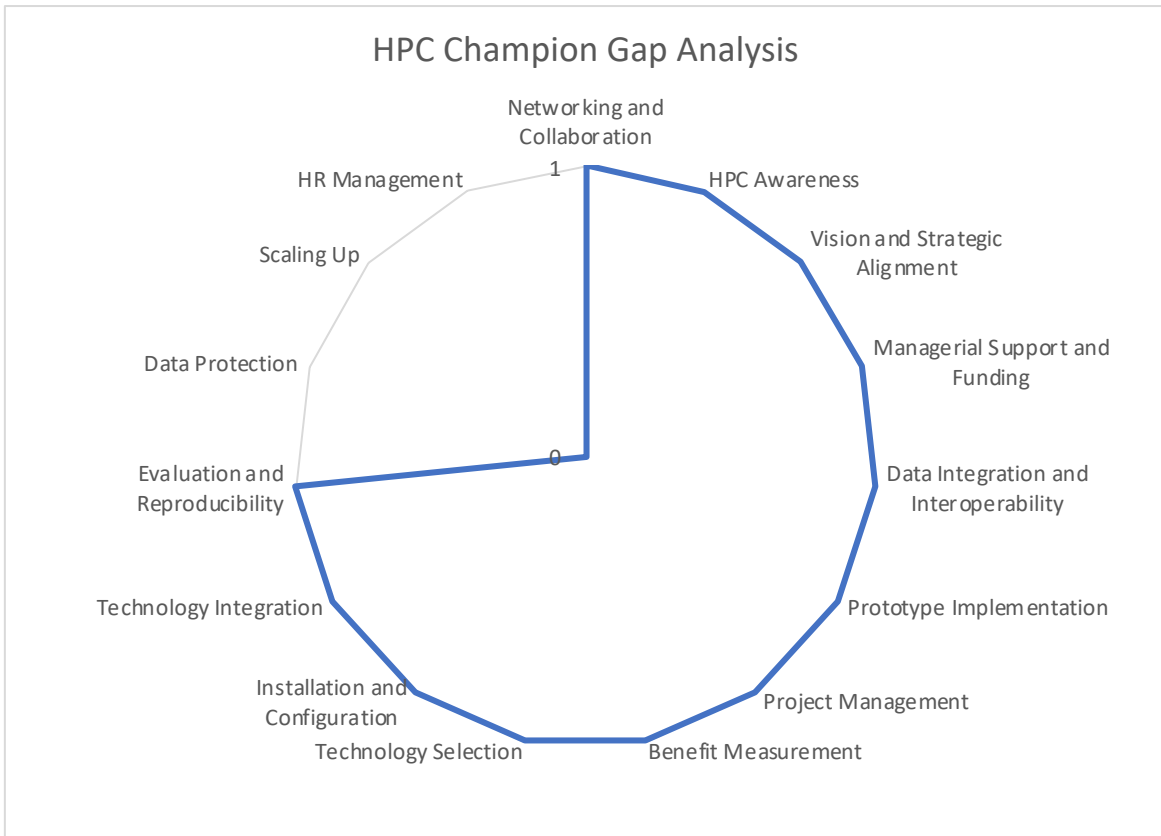 HPC Champion Gap Analysis
Networking and
Collaboration
1
HPC Awareness
HR Management
Vision and Strategic
Alignment
Scaling Up
Managerial Support and
Funding
Data Protection
0
Data Integration and
Interoperability
Evaluation and
Reproducibility
Prototype Implementation
Technology Integration
Project Management
Installation and
Configuration
Benefit Measurement
Technology Selection